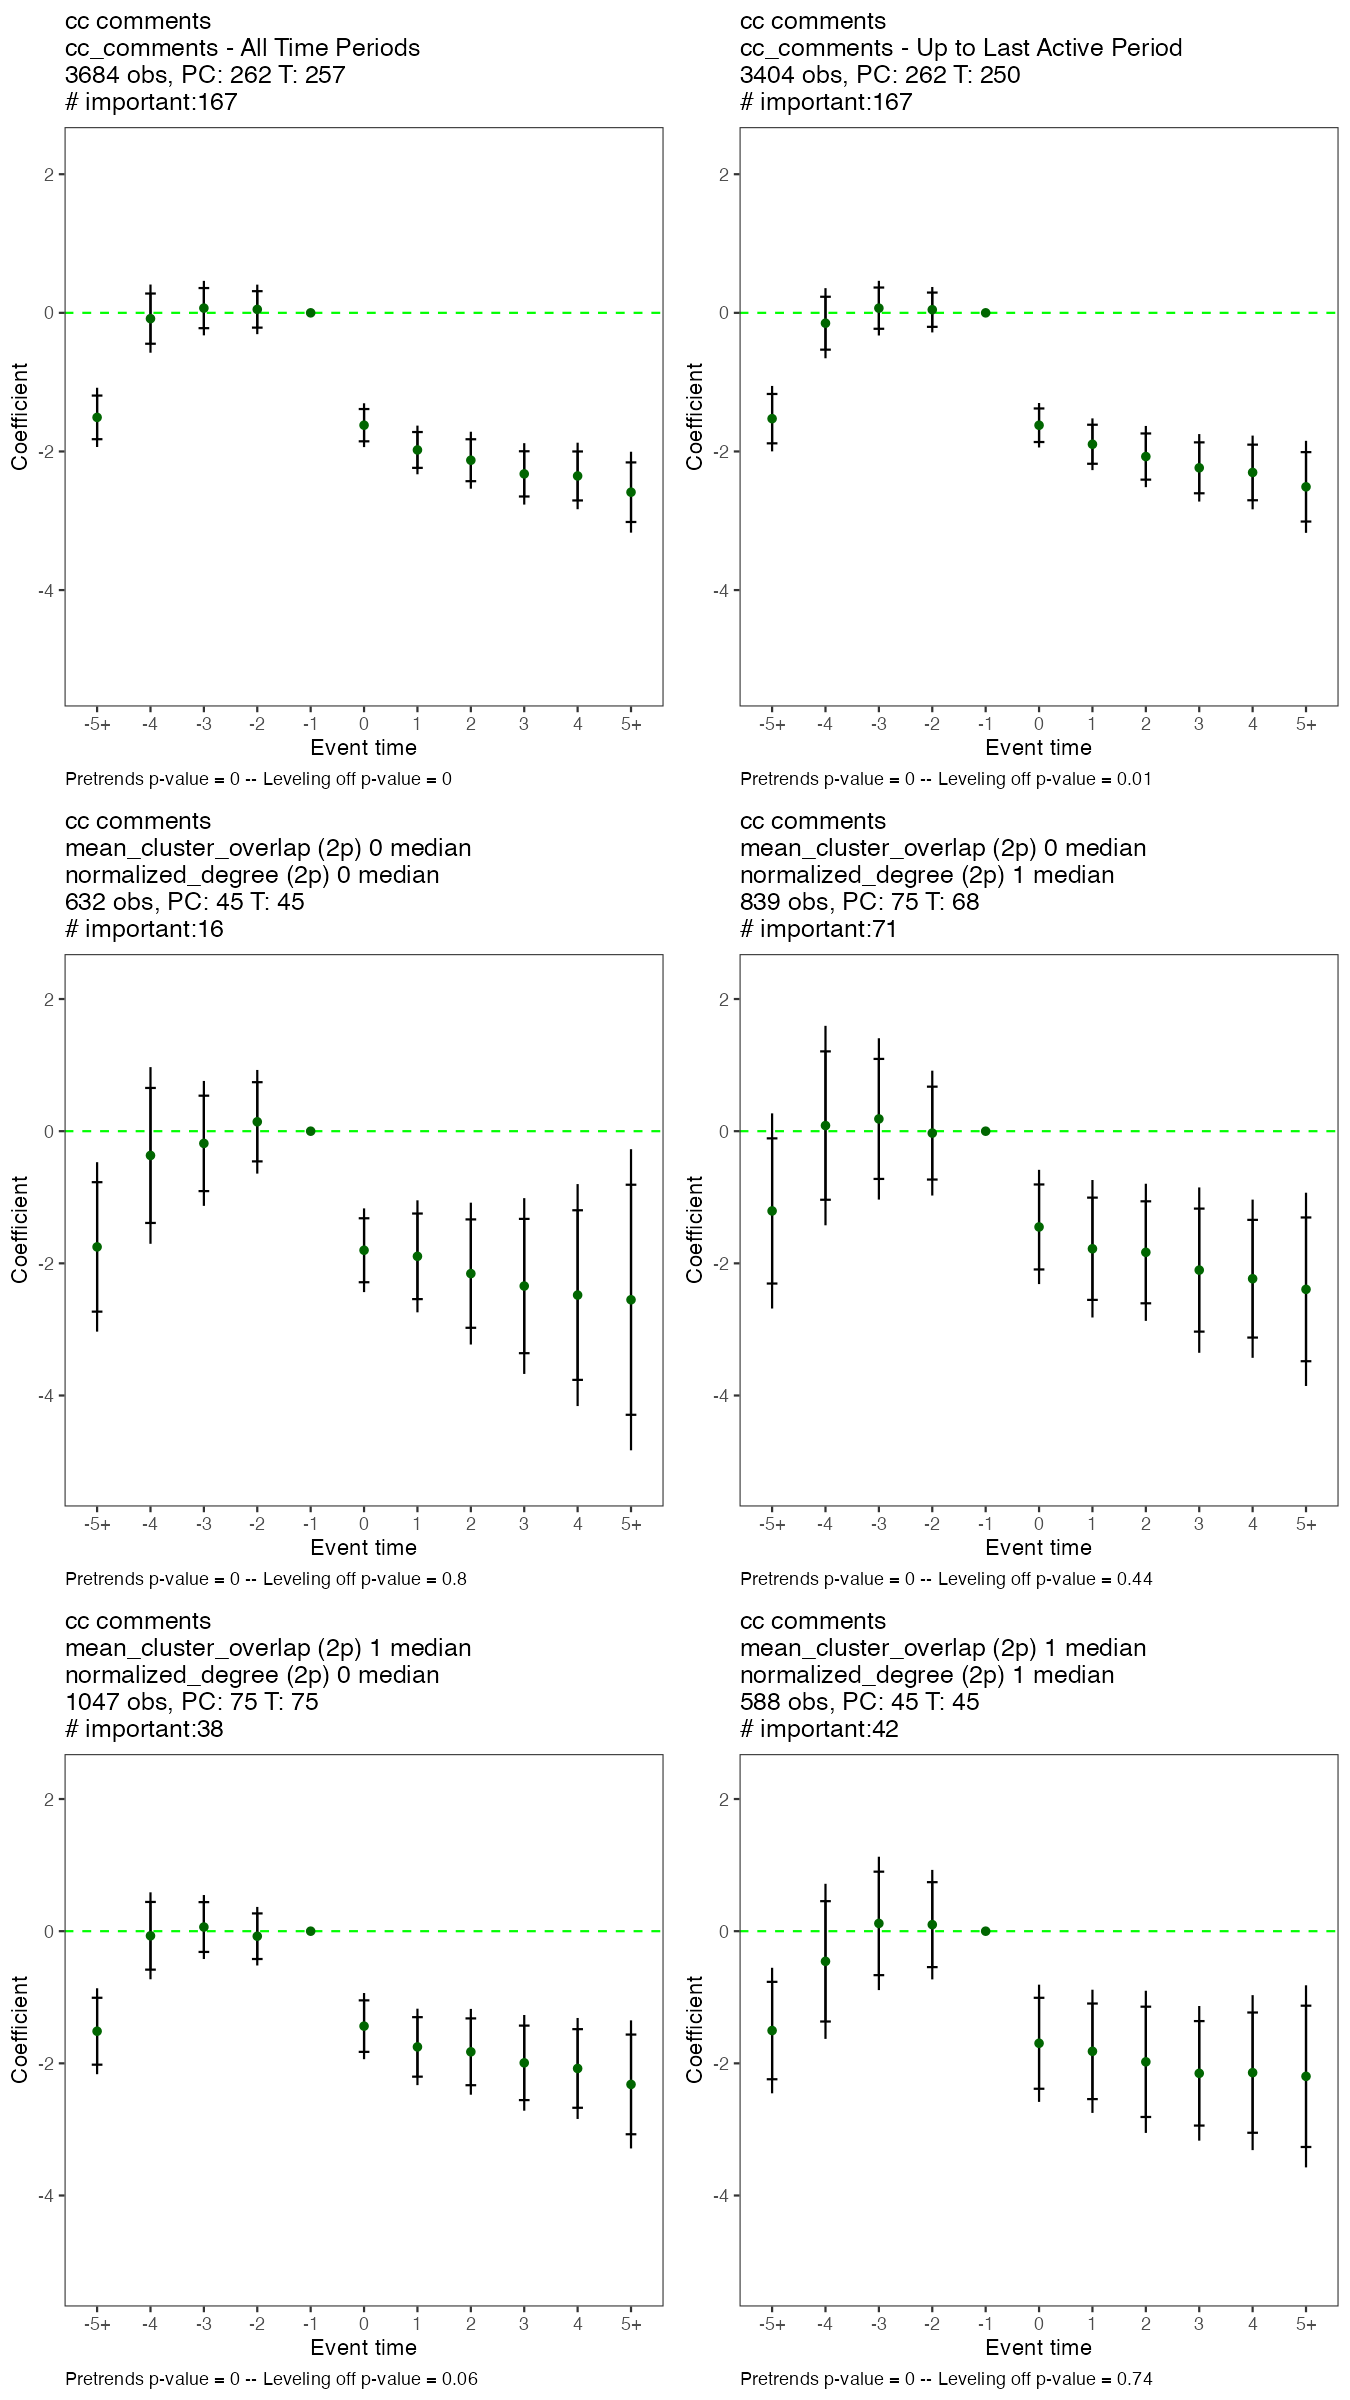 cc comments
cc_comments - All Time Periods
3684 obs, PC: 262 T: 257
# important:167
2
0
-2
-4
Coefficient
-5+ -4 -3 -2 -1 0 1 2 3 4 5+
Event time
Pretrends p-value = 0 -- Leveling off p-value = 0
cc comments
cc_comments - Up to Last Active Period
3404 obs, PC: 262 T: 250
# important:167
2
0
-2
-4
Coefficient
-5+ -4 -3 -2 -1 0 1 2 3 4 5+
Event time
Pretrends p-value = 0 -- Leveling off p-value = 0.01
cc comments
mean_cluster_overlap (2p) 0 median
normalized_degree (2p) 0 median
632 obs, PC: 45 T: 45
# important:16
2
0
-2
-4
Coefficient
-5+ -4 -3 -2 -1 0 1 2 3 4 5+
Event time
Pretrends p-value = 0 -- Leveling off p-value = 0.8
cc comments
mean_cluster_overlap (2p) 0 median
normalized_degree (2p) 1 median
839 obs, PC: 75 T: 68
# important:71
2
0
-2
-4
Coefficient
-5+ -4 -3 -2 -1 0 1 2 3 4 5+
Event time
Pretrends p-value = 0 -- Leveling off p-value = 0.44
cc comments
mean_cluster_overlap (2p) 1 median
normalized_degree (2p) 0 median
1047 obs, PC: 75 T: 75
# important:38
2
0
-2
-4
Coefficient
-5+ -4 -3 -2 -1 0 1 2 3 4 5+
Event time
Pretrends p-value = 0 -- Leveling off p-value = 0.06
cc comments
mean_cluster_overlap (2p) 1 median
normalized_degree (2p) 1 median
588 obs, PC: 45 T: 45
# important:42
2
0
-2
-4
Coefficient
-5+ -4 -3 -2 -1 0 1 2 3 4 5+
Event time
Pretrends p-value = 0 -- Leveling off p-value = 0.74